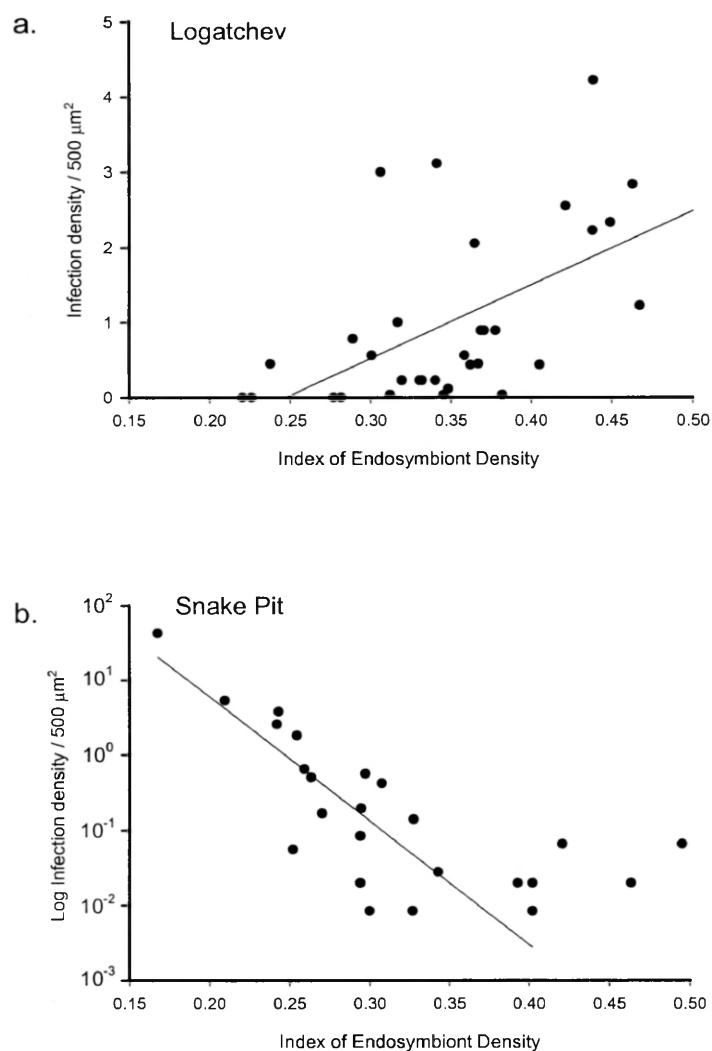 a.
Logatchev
5
4
3
2
1
0
Infection density / 500 μm²
0.15 0.20 0.25 0.30 0.35 0.40 0.45 0.50
Index of Endosymbiont Density
b.
Snake Pit
10²
10¹
10⁰
10⁻¹
10⁻²
10⁻³
Log Infection density / 500 μm²
0.15 0.20 0.25 0.30 0.35 0.40 0.45 0.50
Index of Endosymbiont Density